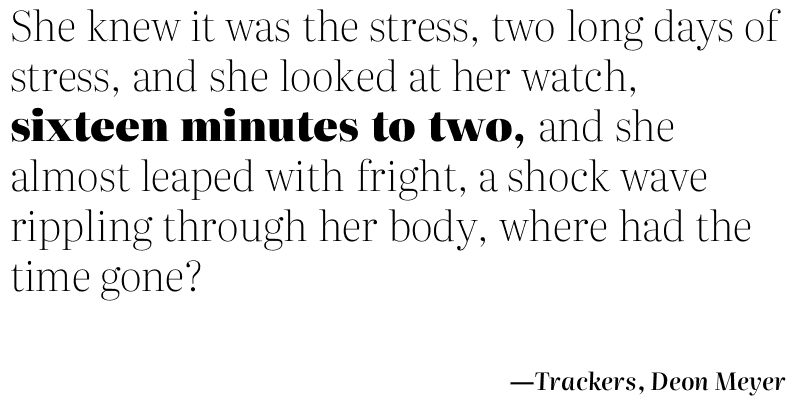 She knew it was the stress, two long days of
stress, and she looked at her watch,
sixteen minutes to two, and she
almost leaped with fright, a shock wave
rippling through her body, where had the
time gone?
—Trackers, Deon Meyer